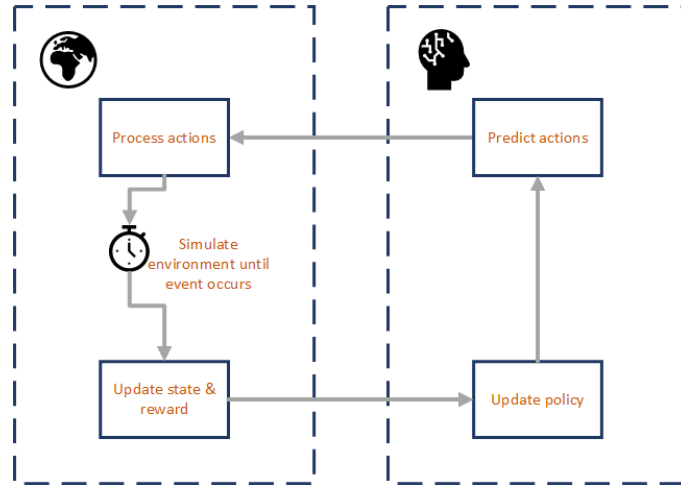 Process actions
Predict actions
Simulate
environment until
event occurs
Update state &
reward
Update policy